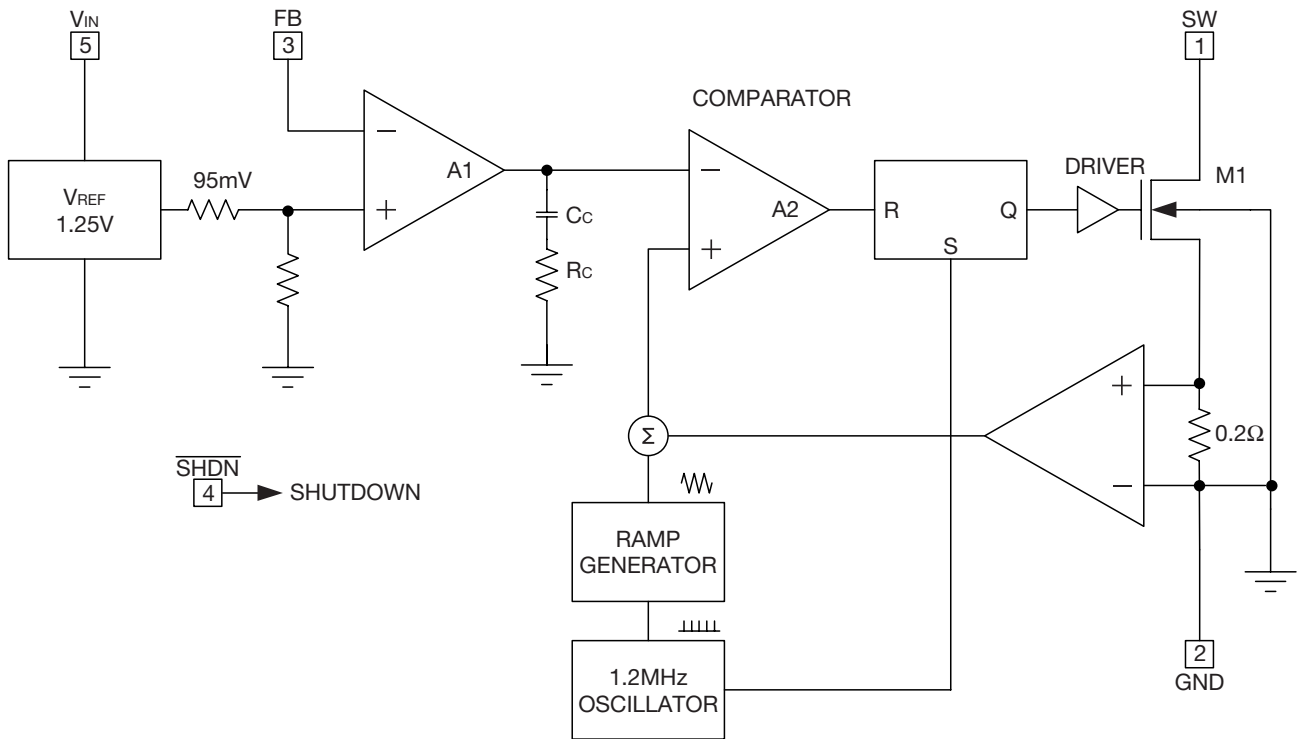 VIN
5
FB
3
SW
1
COMPARATOR
VREF
1.25V
95mV
−
+
A1
CC
RC
−
+
A2
R
Q
S
DRIVER
M1
+
−
0.2Ω
Σ
SHDN
4
SHUTDOWN
RAMP
GENERATOR
1.2MHz
OSCILLATOR
2
GND